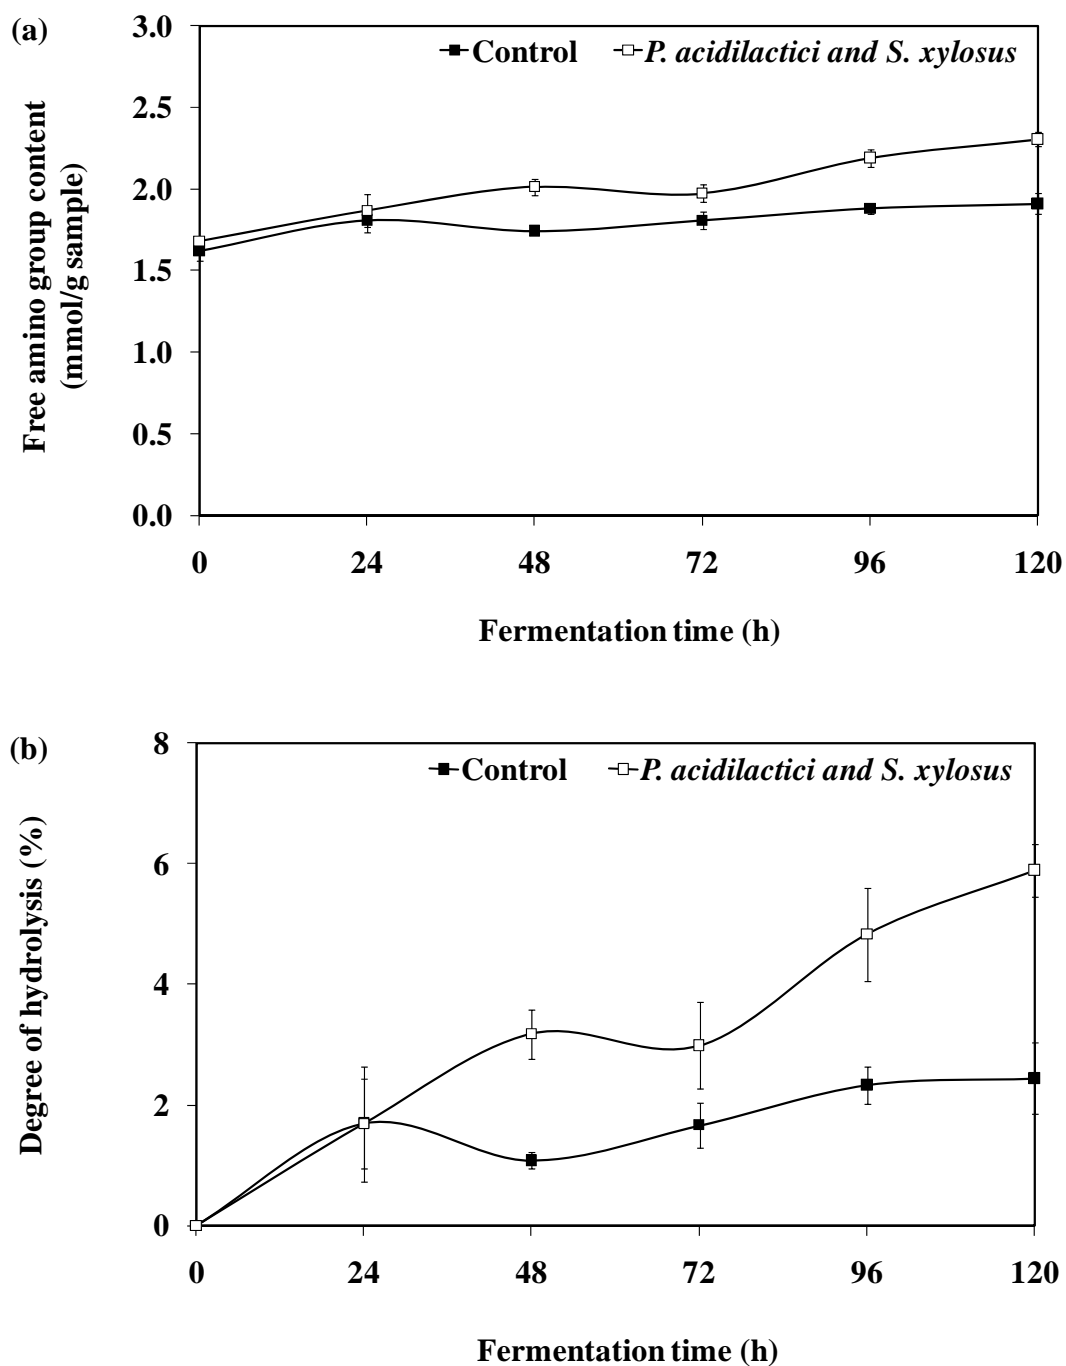 (a)
3.0
2.5
2.0
1.5
1.0
0.5
0.0
Free amino group content
(mmol/g sample)
Control P. acidilactici and S. xylosus
0 24 48 72 96 120
Fermentation time (h)
(b)
8
6
4
2
0
Degree of hydrolysis (%)
Control P. acidilactici and S. xylosus
0 24 48 72 96 120
Fermentation time (h)